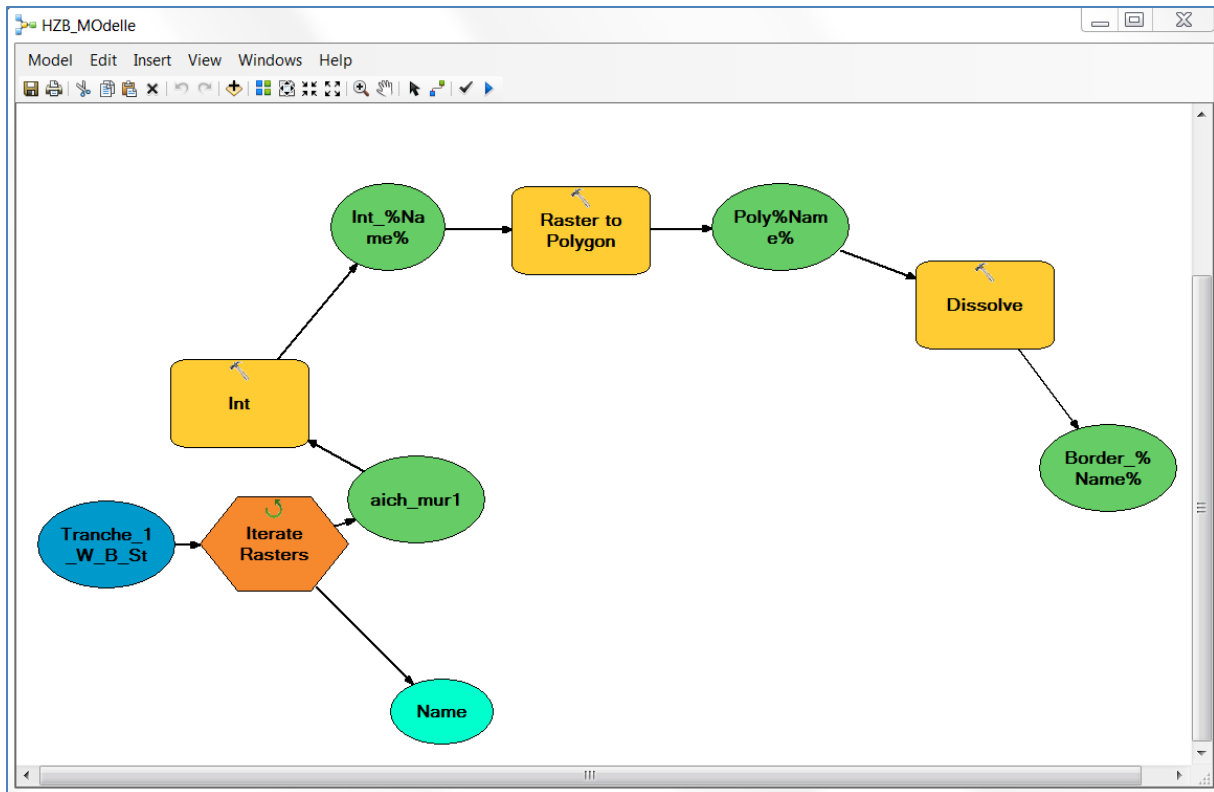 HZB_MOdelle
Model Edit Insert View Windows Help
Int_%Na
me%
Raster to
Polygon
Poly%Nam
e%
Dissolve
Int
Border_%
Name%
aich_mur1
Tranche_1
_W_B_St
Iterate
Rasters
Name